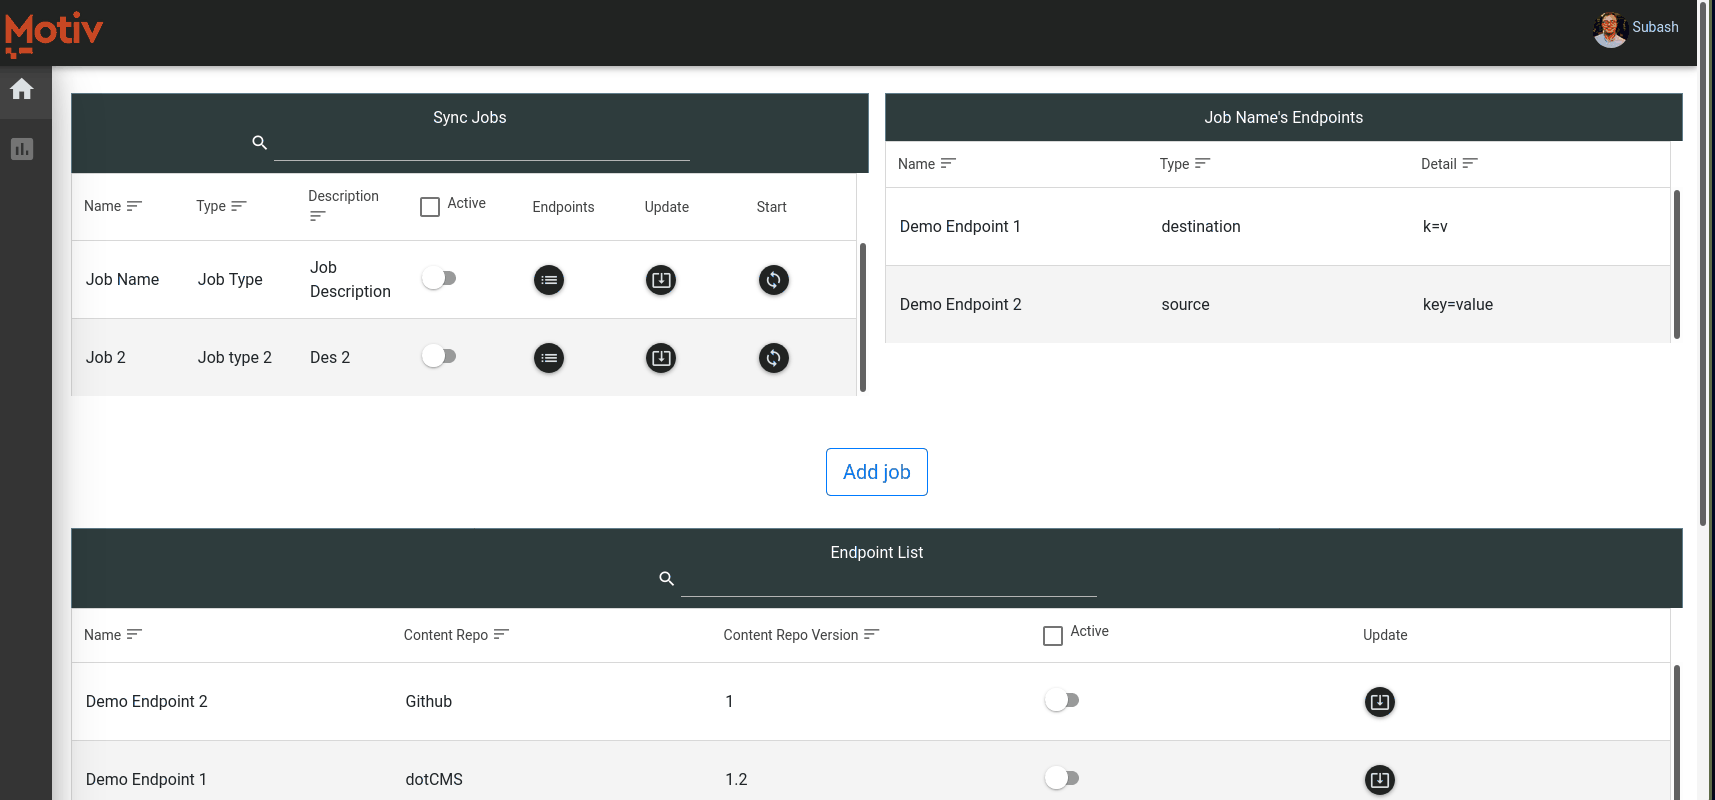 Motiv
Subash
Sync Jobs
Name Type Description Active Endpoints Update Start
Job Name Job Type Job Description
Job 2 Job type 2 Des 2
Job Name's Endpoints
Name Type Detail
Demo Endpoint 1 destination k=v
Demo Endpoint 2 source key=value
Add job
Endpoint List
Name Content Repo Content Repo Version Active Update
Demo Endpoint 2 Github 1
Demo Endpoint 1 dotCMS 1.2